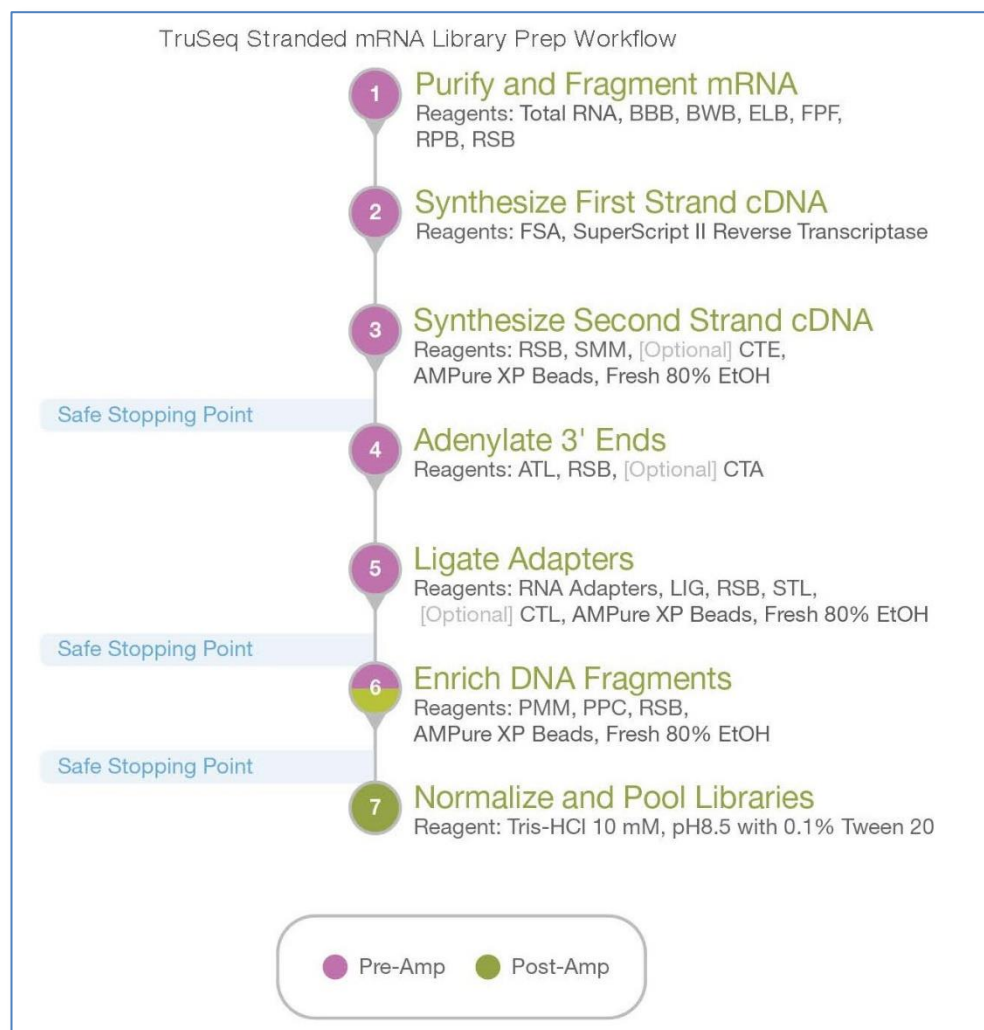 TruSeq Stranded mRNA Library Prep Workflow
1
Purify and Fragment mRNA
Reagents: Total RNA, BBB, BWB, ELB, FPF,
RPB, RSB
2
Synthesize First Strand cDNA
Reagents: FSA, SuperScript II Reverse Transcriptase
3
Synthesize Second Strand cDNA
Reagents: RSB, SMM, [Optional] CTE,
AMPure XP Beads, Fresh 80% EtOH
Safe Stopping Point
4
Adenylate 3' Ends
Reagents: ATL, RSB, [Optional] CTA
5
Ligate Adapters
Reagents: RNA Adapters, LIG, RSB, STL,
[Optional] CTL, AMPure XP Beads, Fresh 80% EtOH
Safe Stopping Point
6
Enrich DNA Fragments
Reagents: PMM, PPC, RSB,
AMPure XP Beads, Fresh 80% EtOH
Safe Stopping Point
7
Normalize and Pool Libraries
Reagent: Tris-HCl 10 mM, pH8.5 with 0.1% Tween 20
Pre-Amp
Post-Amp